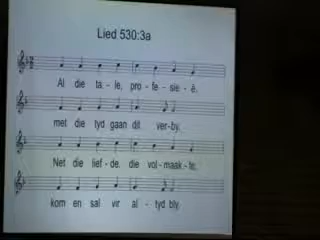 Lied 530:3a
Al die ta - le, pro - fe - sie - ë,
met die tyd gaan dit ver - by.
Net die lief - de, die vol - maak - te,
kom en sal vir al - tyd bly